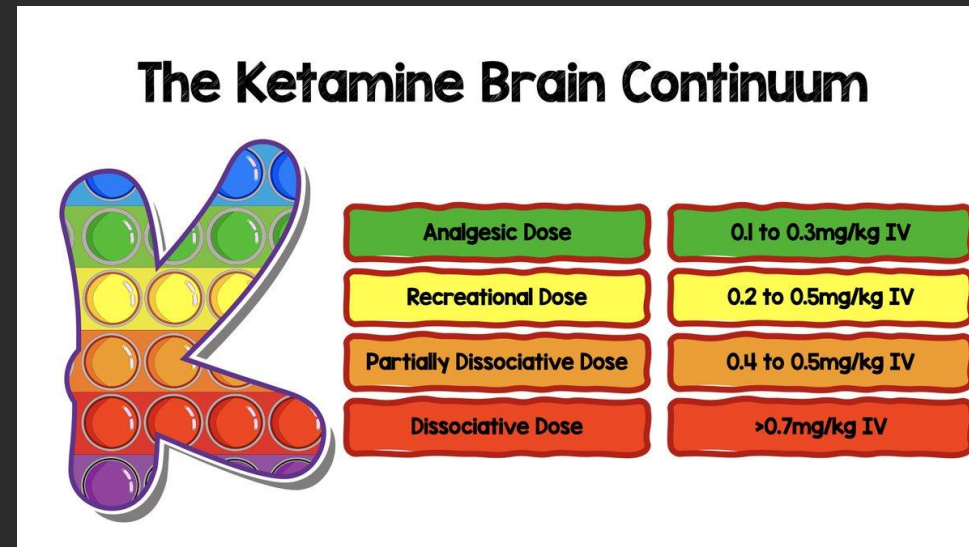 The Ketamine Brain Continuum
Analgesic Dose 0.1 to 0.3mg/kg IV
Recreational Dose 0.2 to 0.5mg/kg IV
Partially Dissociative Dose 0.4 to 0.5mg/kg IV
Dissociative Dose >0.7mg/kg IV